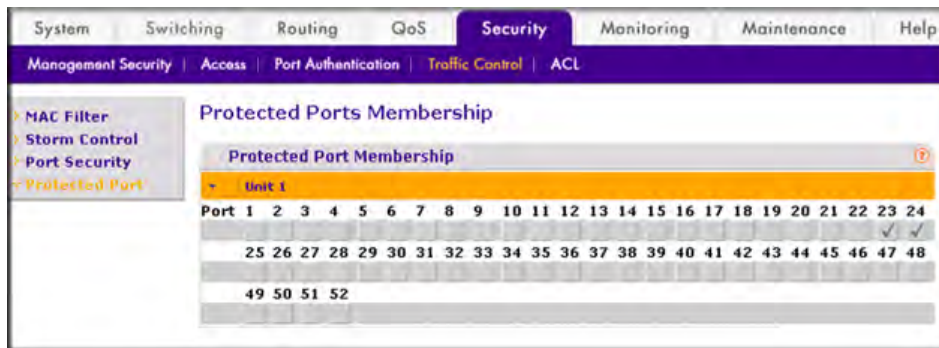 System Switching Routing QoS Security Monitoring Maintenance Help
Management Security | Access | Port Authentication | Traffic Control | ACL
MAC Filter
Storm Control
Port Security
Protected Port
Protected Ports Membership
Protected Port Membership
Unit 1
Port 1 2 3 4 5 6 7 8 9 10 11 12 13 14 15 16 17 18 19 20 21 22 23 24
25 26 27 28 29 30 31 32 33 34 35 36 37 38 39 40 41 42 43 44 45 46 47 48
49 50 51 52